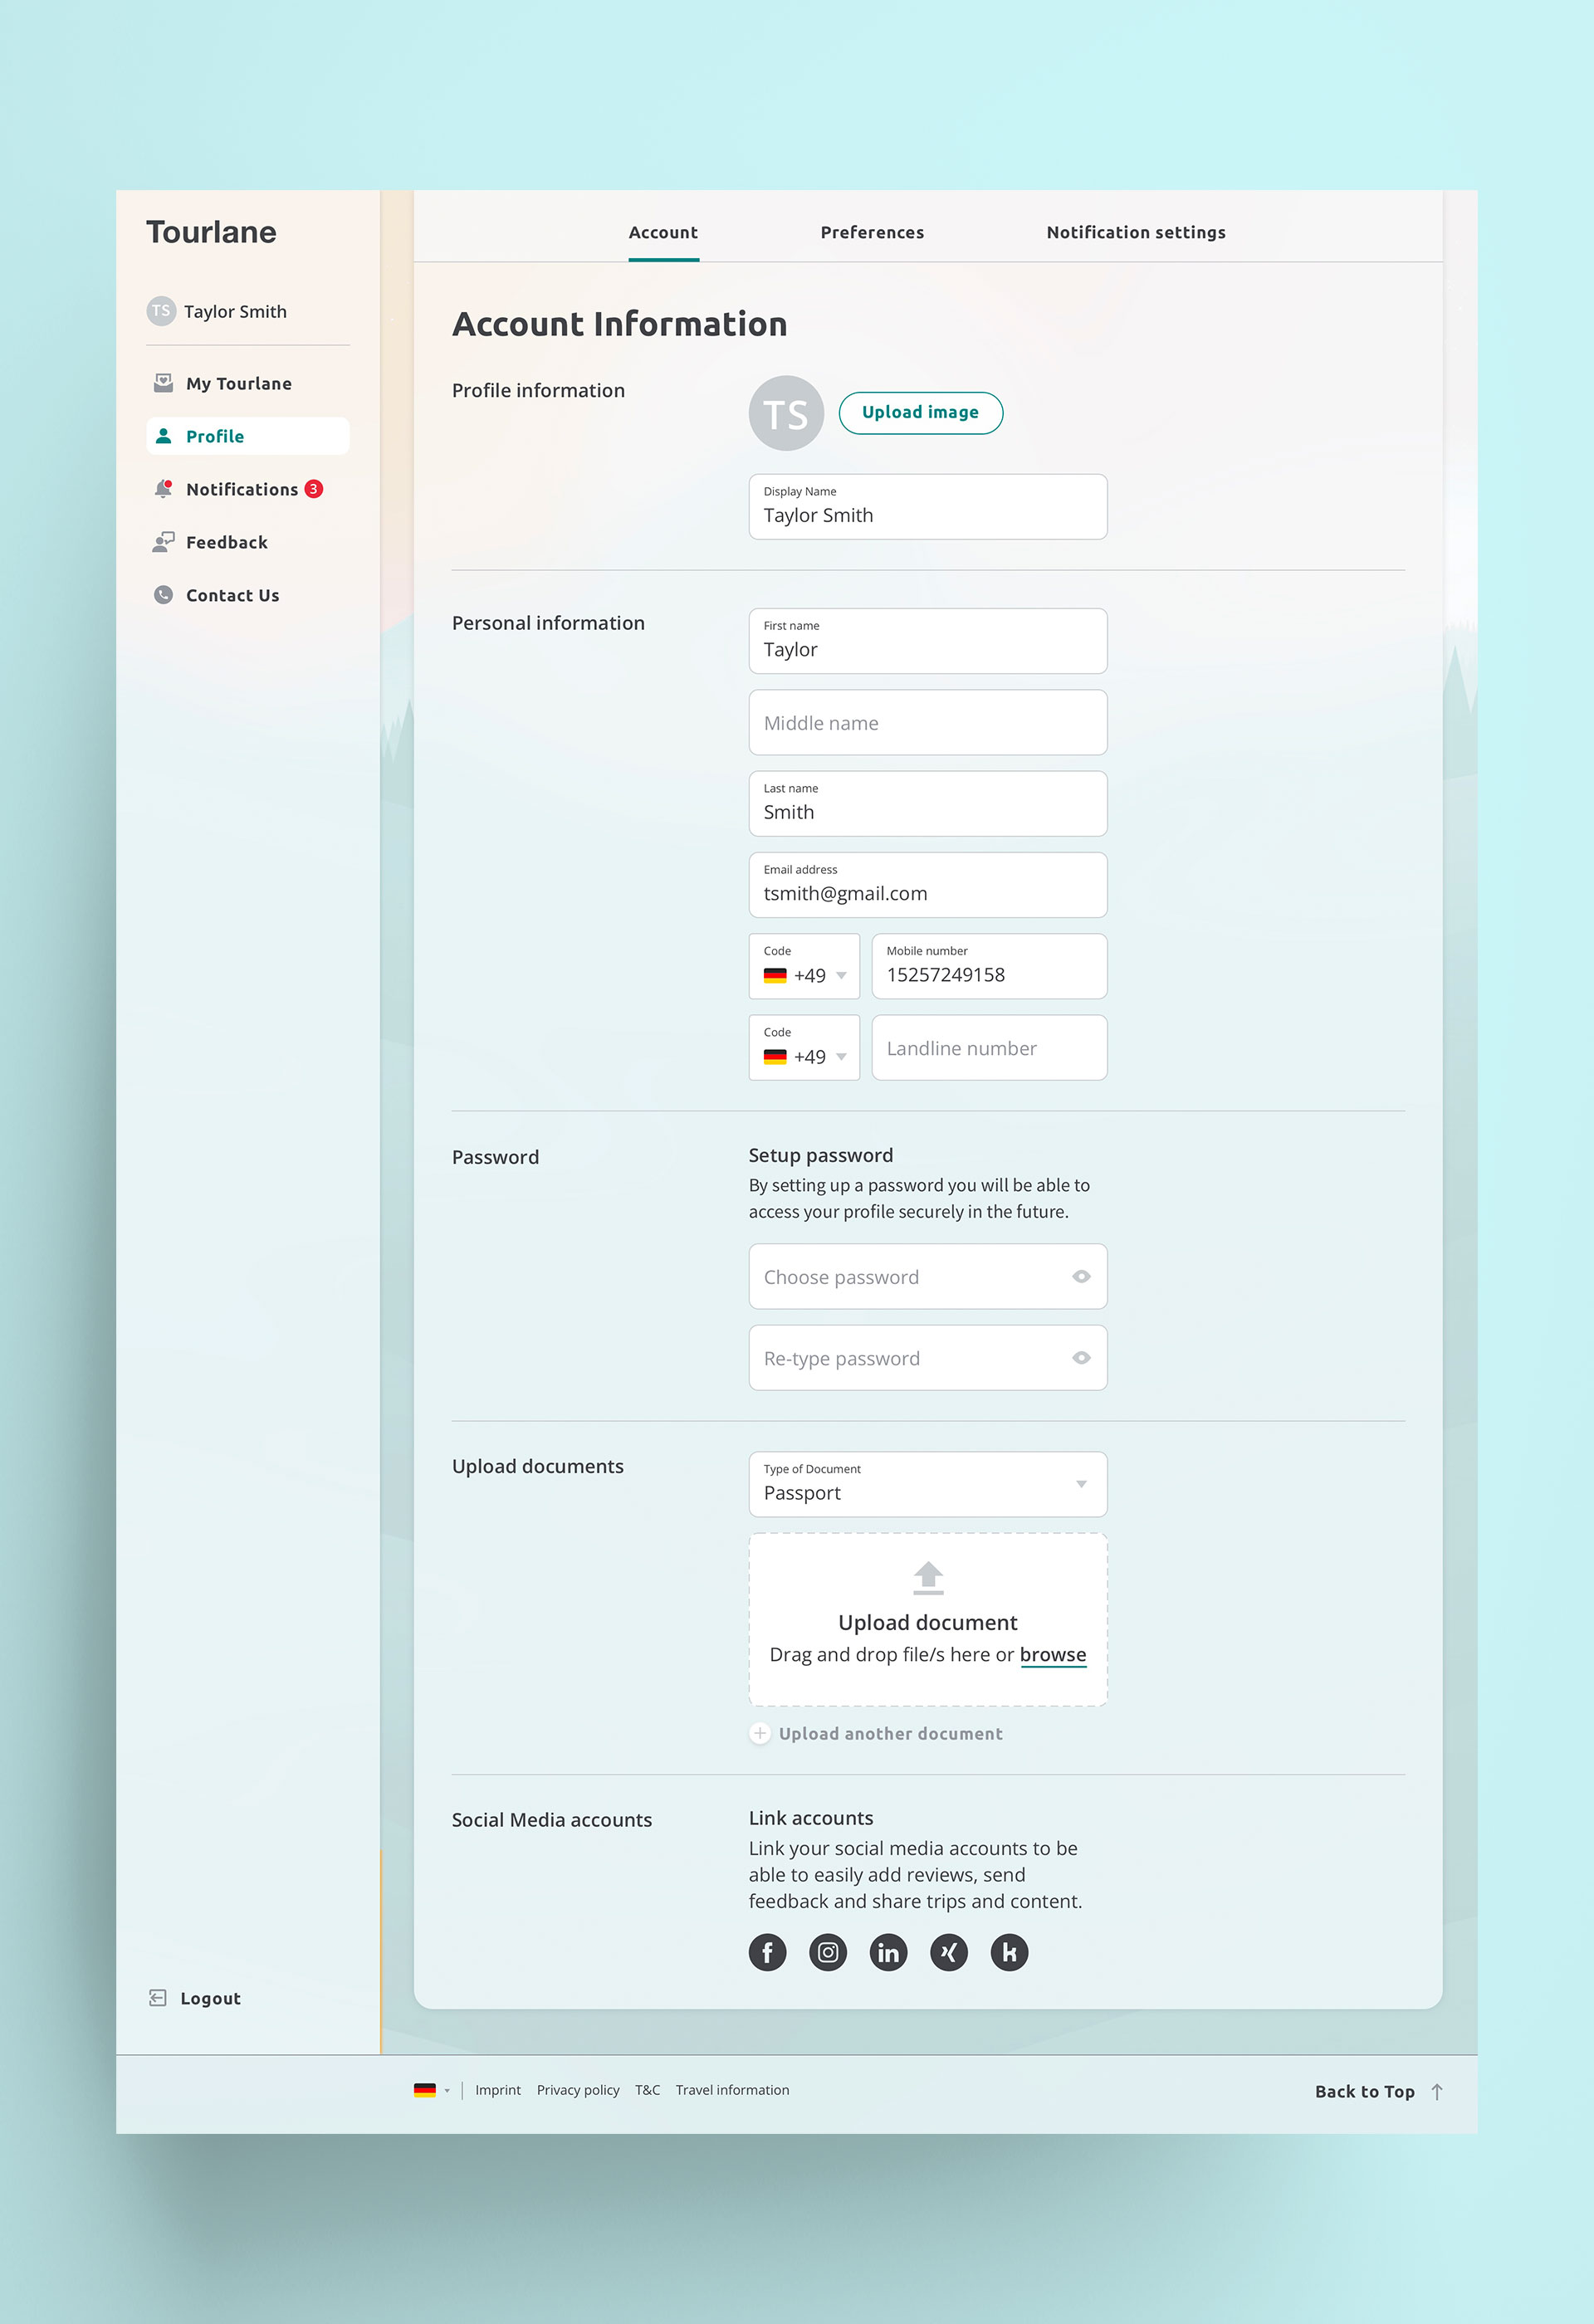 Tourlane
TS Taylor Smith
My Tourlane
Profile
Notifications 3
Feedback
Contact Us
Logout
Account Preferences Notification settings
Account Information
Profile information
TS Upload image
Display Name
Taylor Smith
Personal information
First name
Taylor
Middle name
Last name
Smith
Email address
tsmith@gmail.com
Code
+49
Mobile number
15257249158
Code
+49
Landline number
Password
Setup password
By setting up a password you will be able to
access your profile securely in the future.
Choose password
Re-type password
Upload documents
Type of Document
Passport
Upload document
Drag and drop file/s here or browse
Upload another document
Social Media accounts
Link accounts
Link your social media accounts to be
able to easily add reviews, send
feedback and share trips and content.
f in k
Imprint Privacy policy T&C Travel information
Back to Top